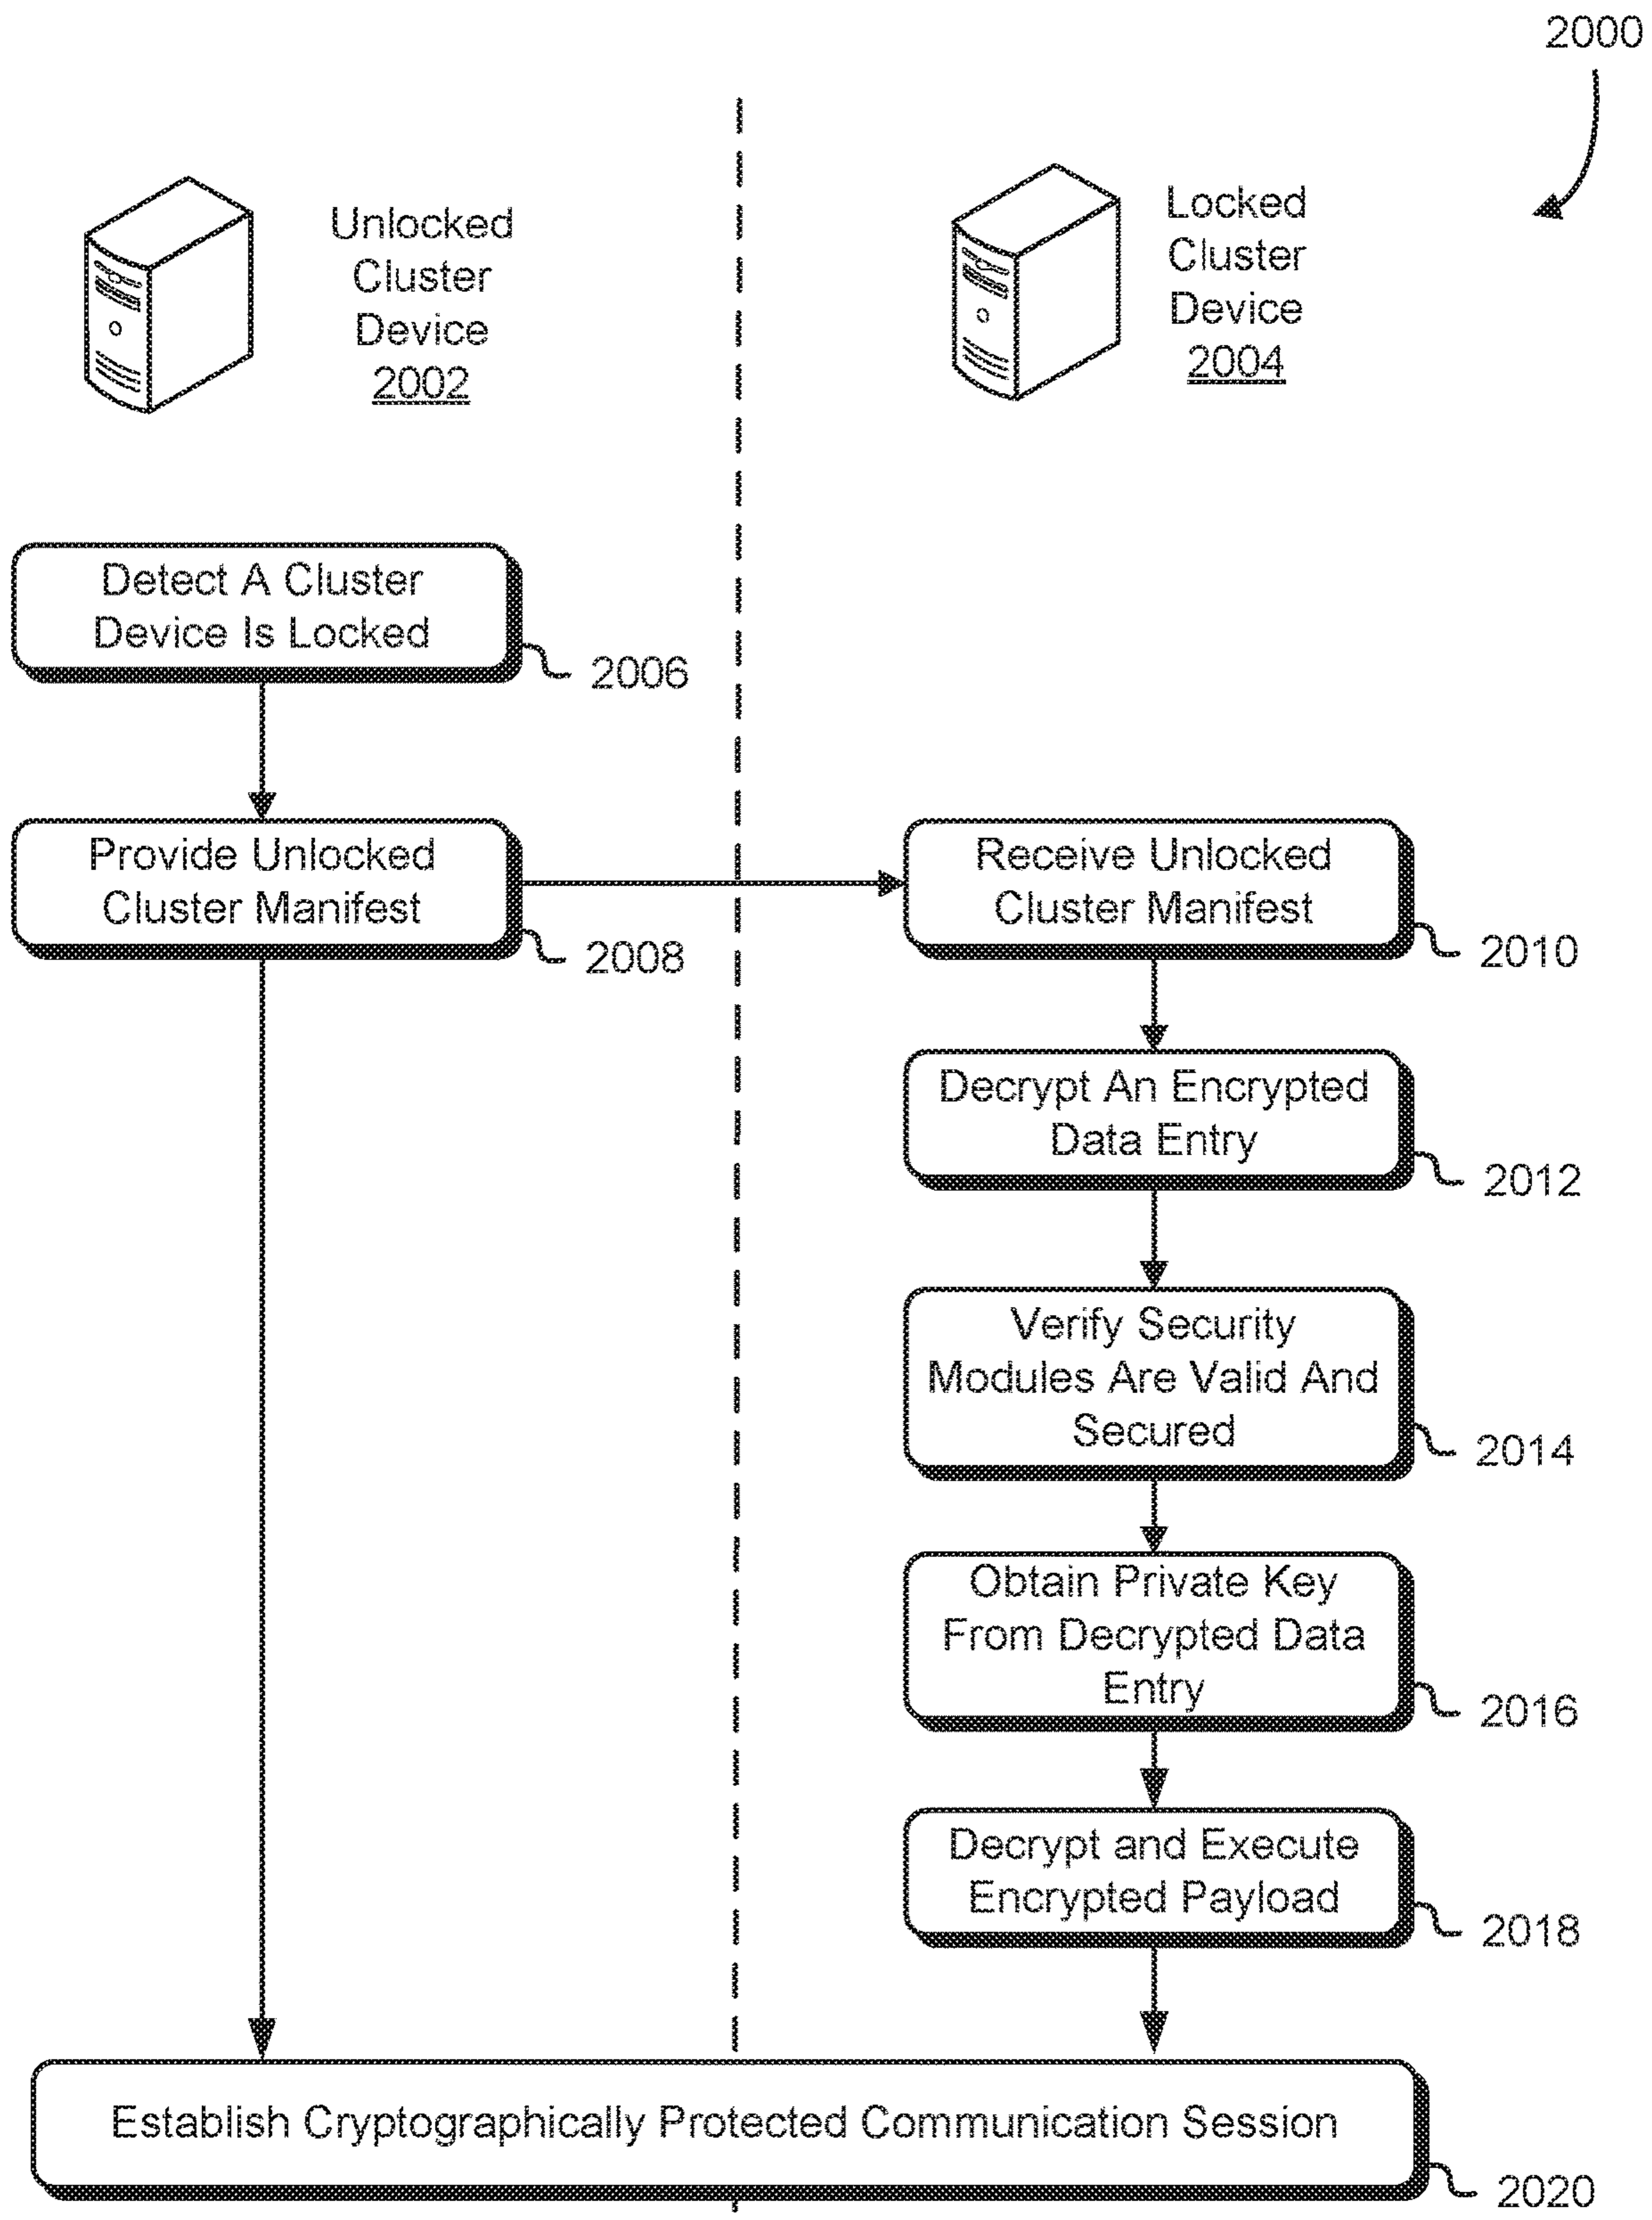 2000
Unlocked
Cluster
Device
2002
Locked
Cluster
Device
2004
Detect A Cluster
Device Is Locked
2006
Provide Unlocked
Cluster Manifest
2008
Receive Unlocked
Cluster Manifest
2010
Decrypt An Encrypted
Data Entry
2012
Verify Security
Modules Are Valid And
Secured
2014
Obtain Private Key
From Decrypted Data
Entry
2016
Decrypt and Execute
Encrypted Payload
2018
Establish Cryptographically Protected Communication Session
2020